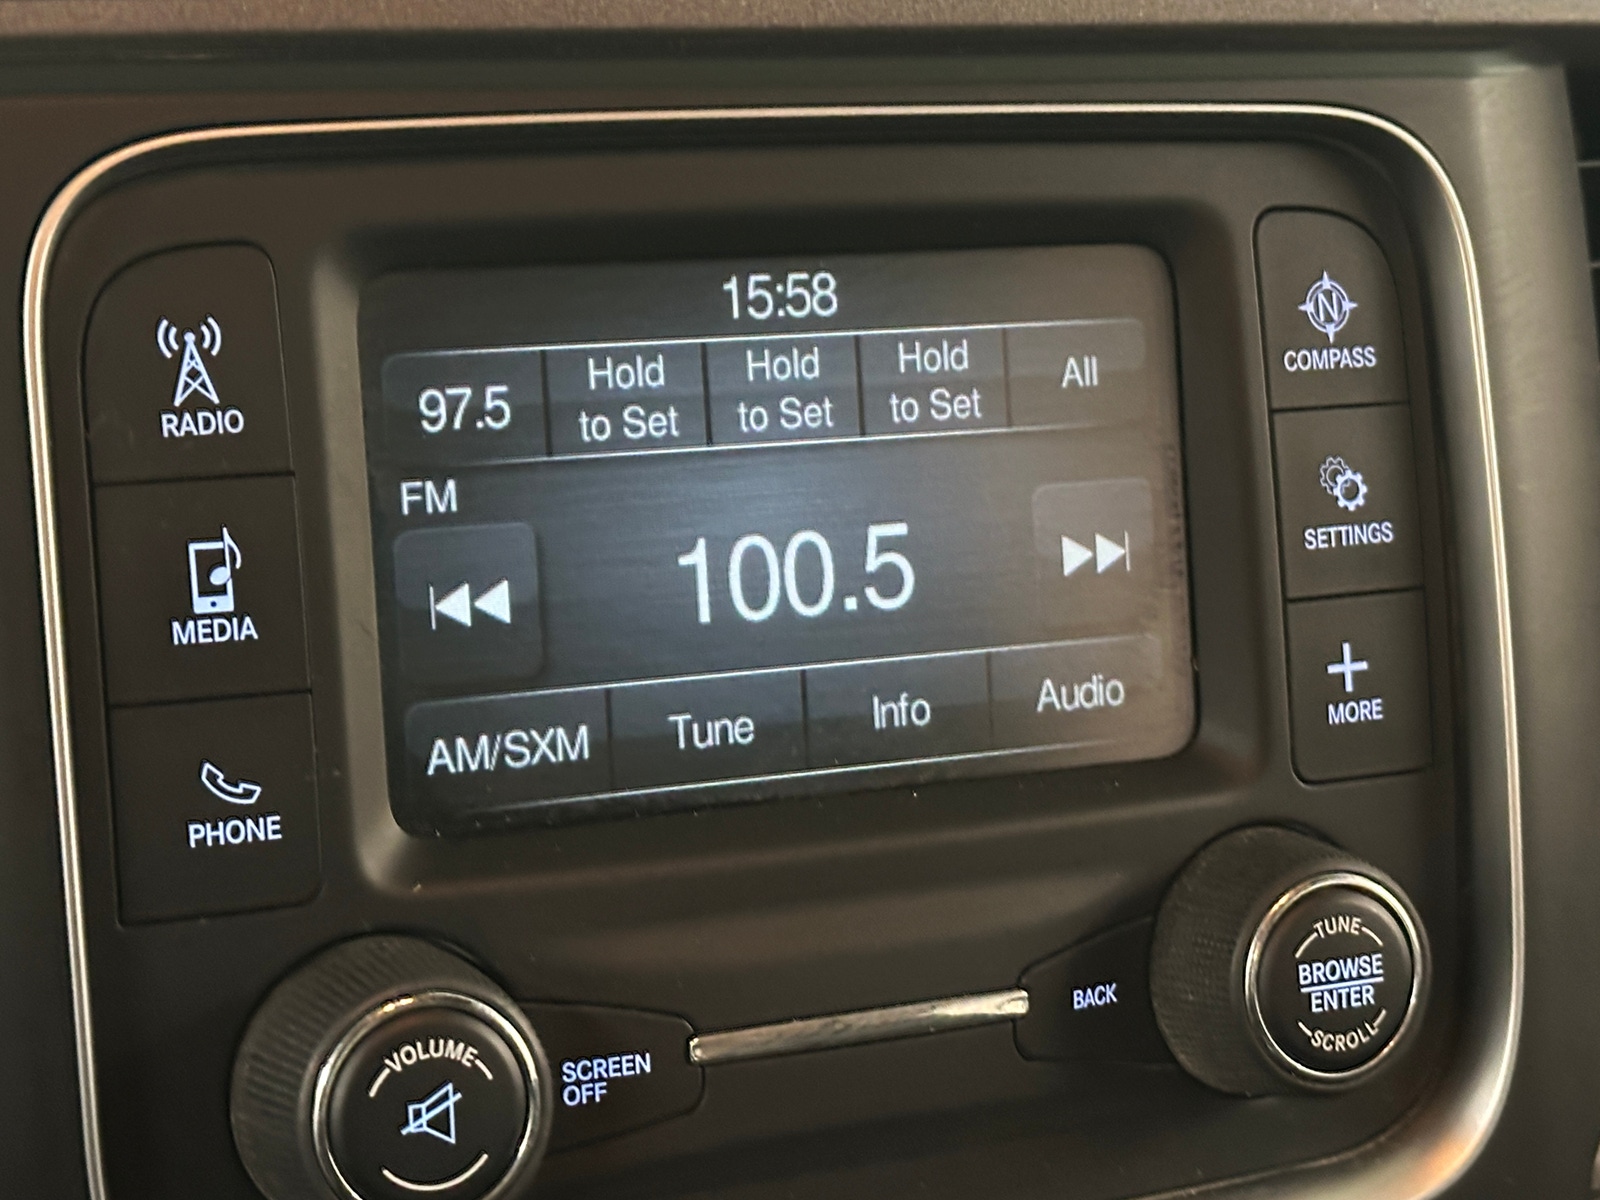 15:58
97.5
Hold
to Set
Hold
to Set
Hold
to Set
All
FM
100.5
AM/SXM
Tune
Info
Audio
RADIO
MEDIA
PHONE
N
COMPASS
SETTINGS
MORE
VOLUME
SCREEN
OFF
BACK
TUNE
BROWSE
ENTER
SCROLL